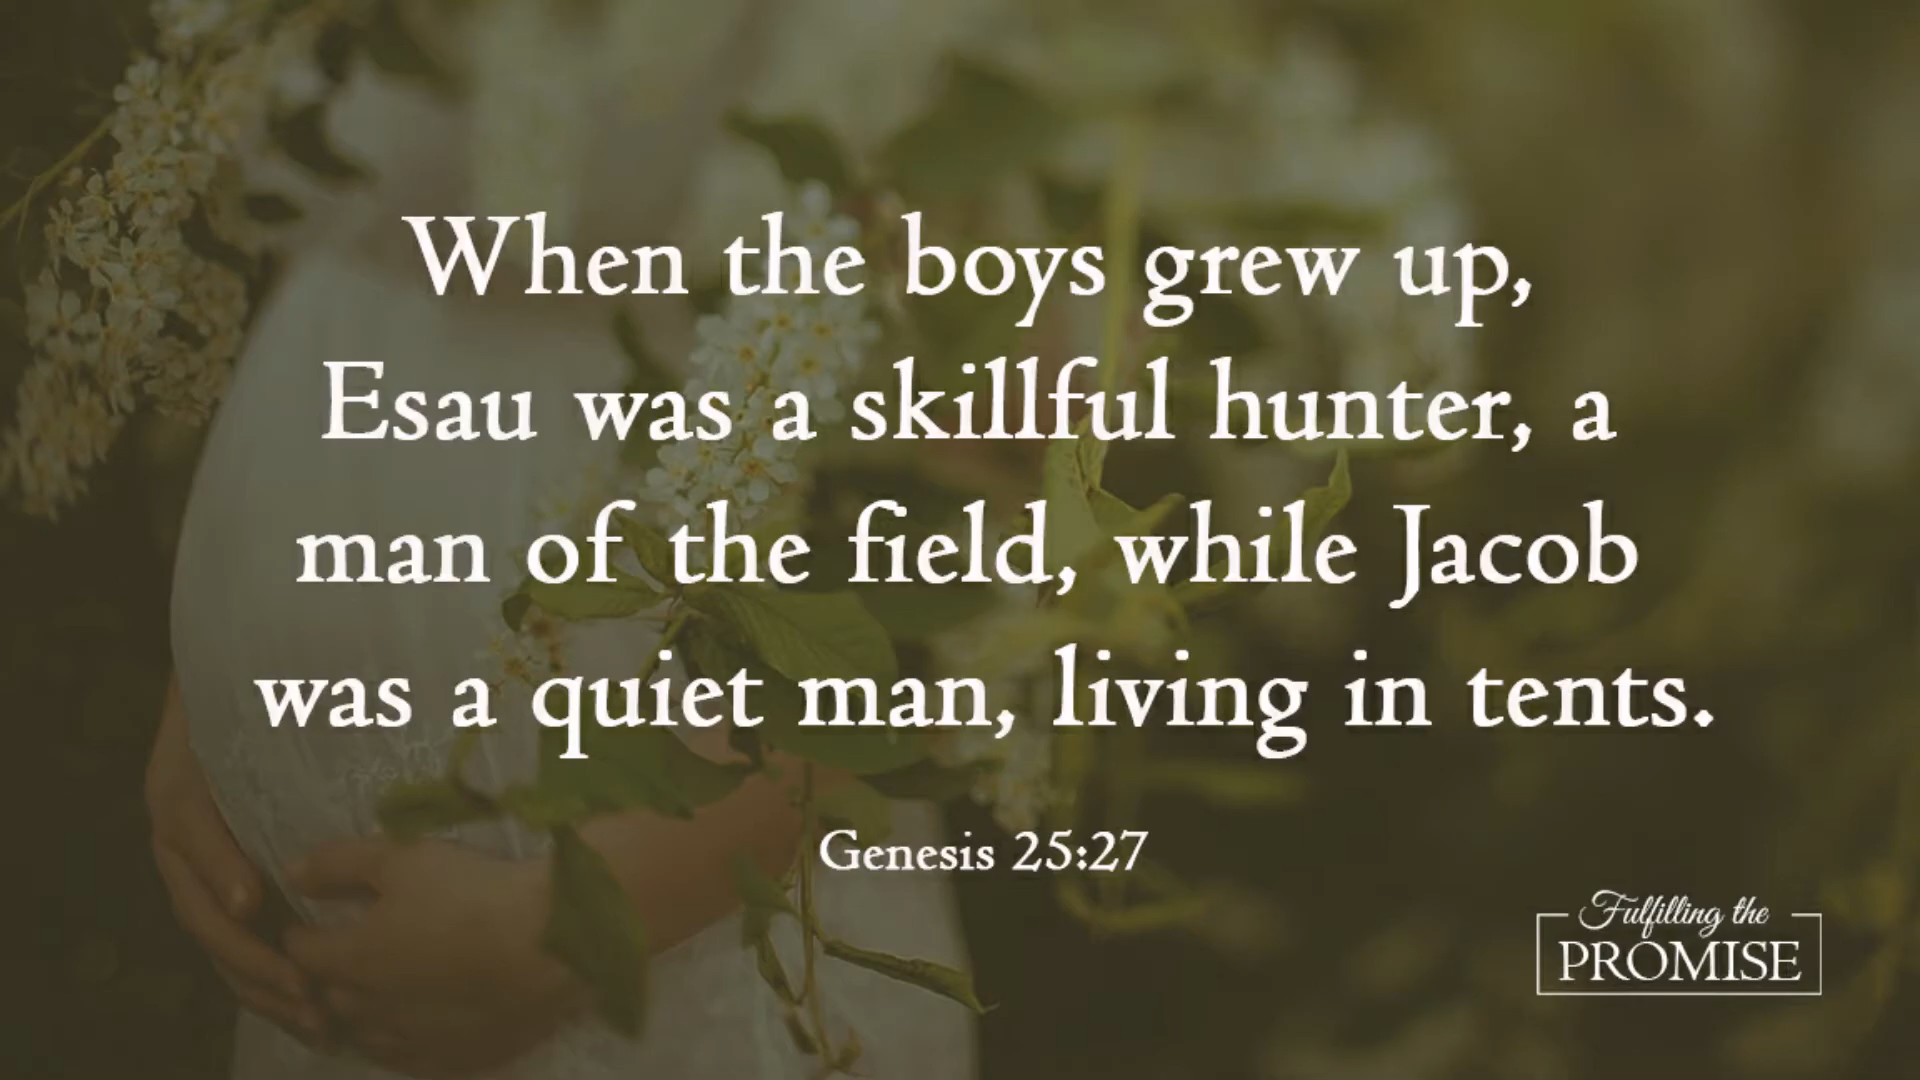 When the boys grew up,
Esau was a skillful hunter, a
man of the field, while Jacob
was a quiet man, living in tents.
Genesis 25:27
Fulfilling the
PROMISE